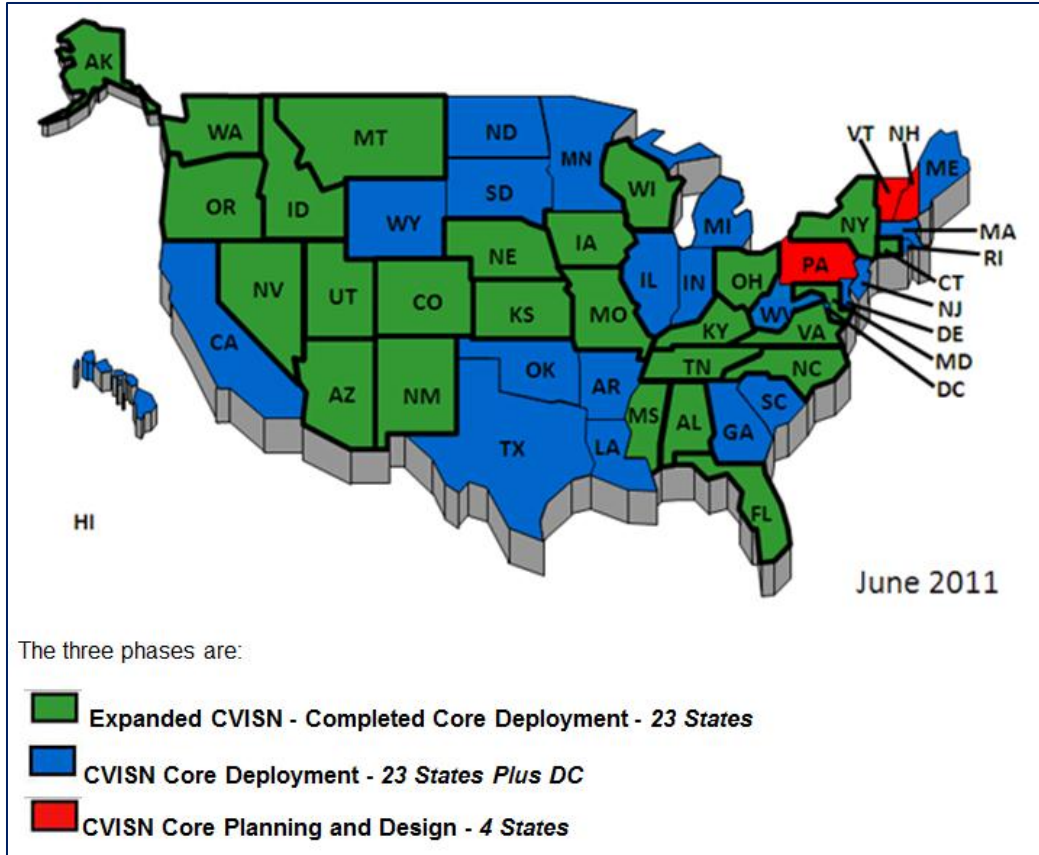 AK
WA
MT
ND
MN
VT
NH
ME
OR
ID
WY
SD
WI
MI
NY
MA
RI
NE
IA
PA
CT
NV
UT
CO
IL
IN
OH
NJ
CA
KS
MO
WV
VA
DE
KY
MD
AZ
NM
OK
AR
TN
NC
DC
TX
LA
MS
AL
GA
SC
HI
FL
June 2011
The three phases are:
Expanded CVISN - Completed Core Deployment - 23 States
CVISN Core Deployment - 23 States Plus DC
CVISN Core Planning and Design - 4 States